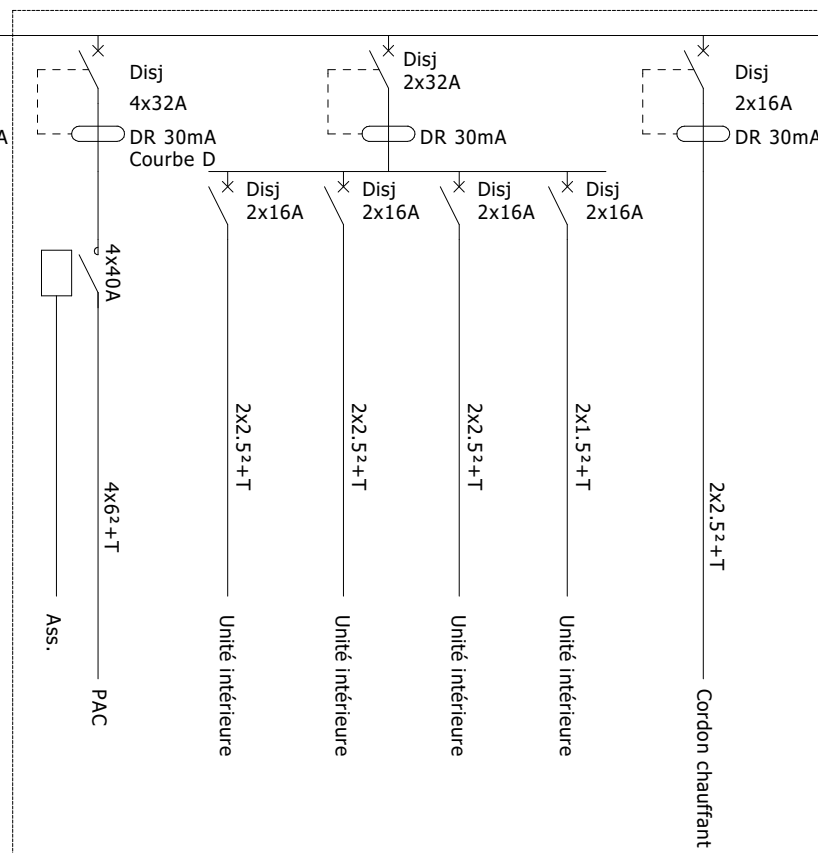 A
Disj
4x32A
DR 30mA
Courbe D
4x40A
4x6²+T
Ass.
PAC
Disj
2x32A
DR 30mA
Disj
2x16A
Disj
2x16A
Disj
2x16A
Disj
2x16A
2x2.5²+T
2x2.5²+T
2x2.5²+T
2x1.5²+T
Unité intérieure
Unité intérieure
Unité intérieure
Unité intérieure
Disj
2x16A
DR 30mA
2x2.5²+T
Cordon chauffant